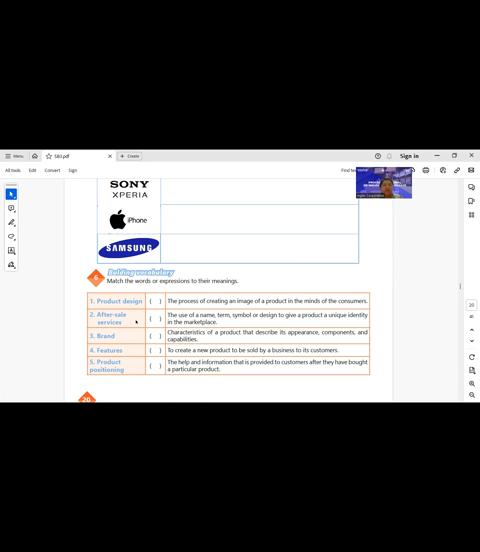 Menu
SB3.pdf
Create
Sign in
All tools
Edit
Convert
Sign
SONY
XPERIA
iPhone
SAMSUNG
6.
Building vocabulary
Match the words or expressions to their meanings.
1. Product design ( ) The process of creating an image of a product in the minds of the consumers.
2. After-sale services ( ) The use of a name, term, symbol or design to give a product a unique identity
in the marketplace.
3. Brand ( ) Characteristics of a product that describe its appearance, components, and
capabilities.
4. Features ( ) To create a new product to be sold by a business to its customers.
5. Product positioning ( ) The help and information that is provided to customers after they have bought
a particular product.
20
20